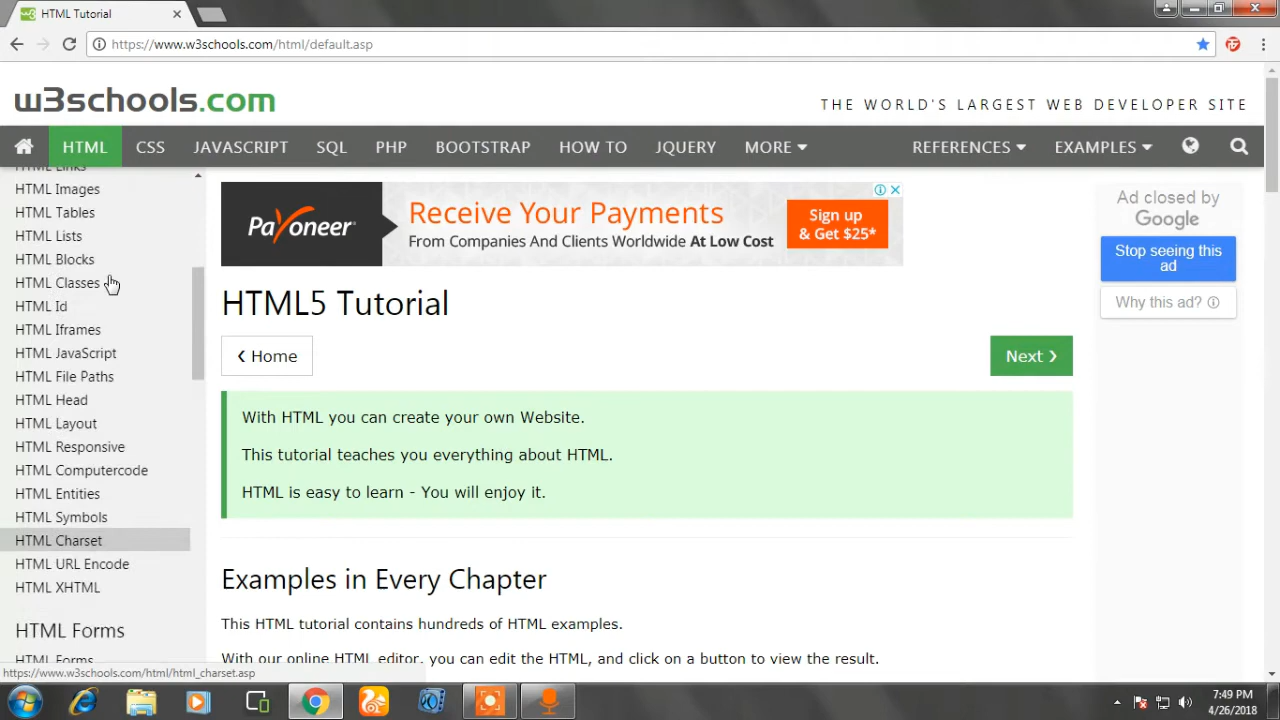 HTML Tutorial
https://www.w3schools.com/html/default.asp
w3schools.com
THE WORLD'S LARGEST WEB DEVELOPER SITE
HTML CSS JAVASCRIPT SQL PHP BOOTSTRAP HOW TO JQUERY MORE REFERENCES EXAMPLES
HTML Links
HTML Images
HTML Tables
HTML Lists
HTML Blocks
HTML Classes
HTML Id
HTML Iframes
HTML JavaScript
HTML File Paths
HTML Head
HTML Layout
HTML Responsive
HTML Computercode
HTML Entities
HTML Symbols
HTML Charset
HTML URL Encode
HTML XHTML
HTML Forms
HTML Forms
https://www.w3schools.com/html/html_charset.asp
Payoneer
Receive Your Payments
From Companies And Clients Worldwide At Low Cost
Sign up
& Get $25*
HTML5 Tutorial
❮ Home
Next ❯
With HTML you can create your own Website.
This tutorial teaches you everything about HTML.
HTML is easy to learn - You will enjoy it.
Examples in Every Chapter
This HTML tutorial contains hundreds of HTML examples.
With our online HTML editor, you can edit the HTML, and click on a button to view the result.
Ad closed by
Google
Stop seeing this
ad
Why this ad?
7:49 PM
4/26/2018